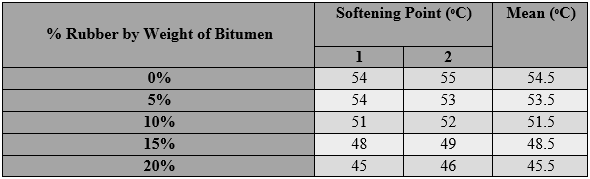 % Rubber by Weight of Bitumen Softening Point (ᵒC) Mean (ᵒC)
1 2
0% 54 55 54.5
5% 54 53 53.5
10% 51 52 51.5
15% 48 49 48.5
20% 45 46 45.5